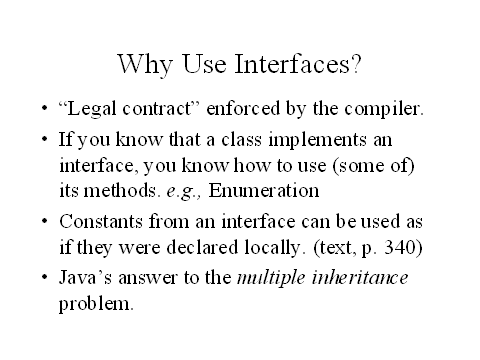 Why Use Interfaces?
• “Legal contract” enforced by the compiler.
• If you know that a class implements an
interface, you know how to use (some of)
its methods. e.g., Enumeration
• Constants from an interface can be used as
if they were declared locally. (text, p. 340)
• Java’s answer to the multiple inheritance
problem.